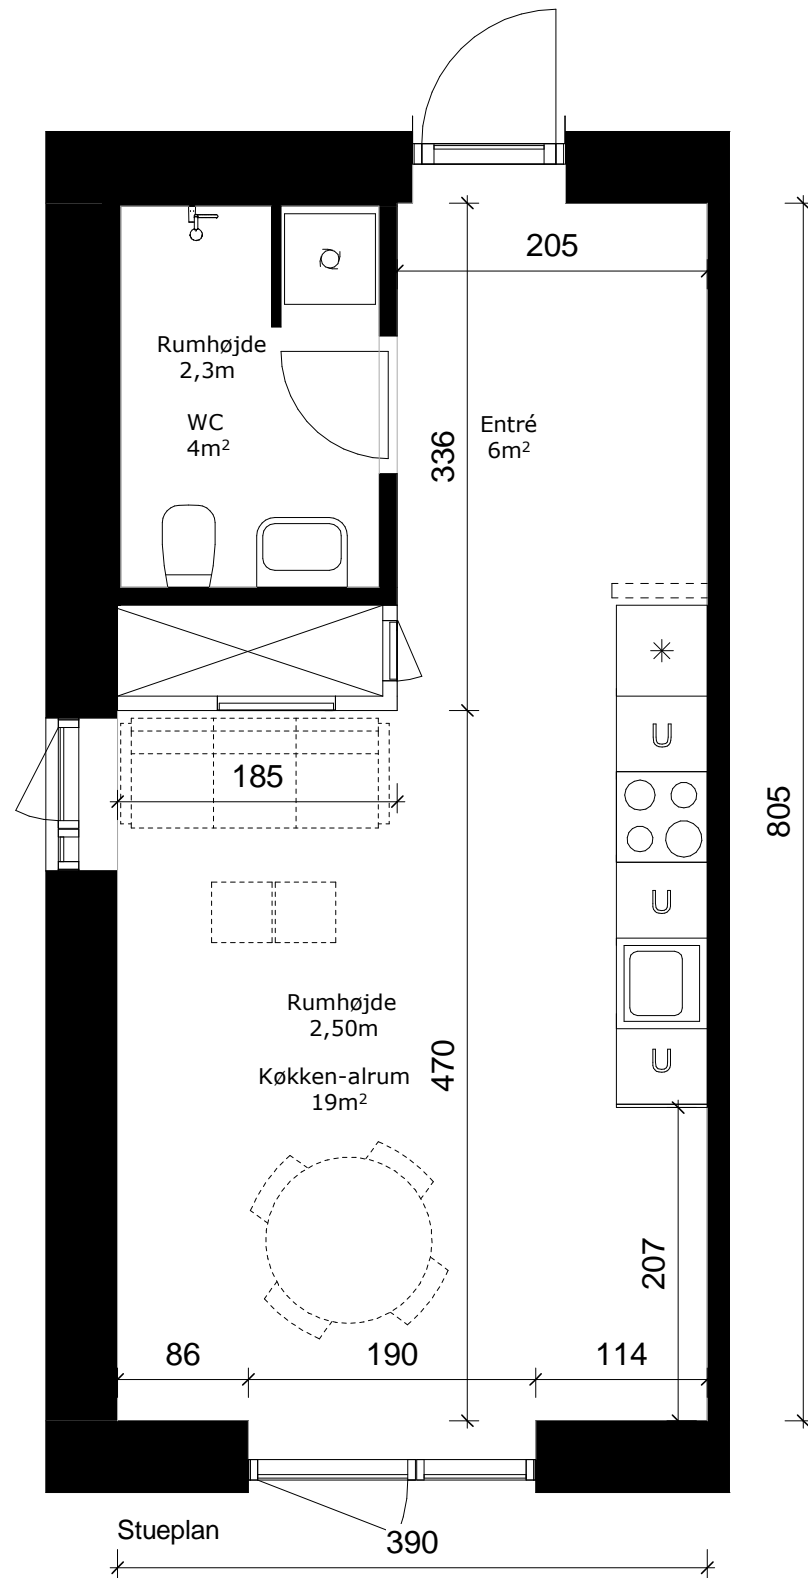 205
Rumhøjde
2,3m
WC
4m²
Entré
6m²
336
185
805
Rumhøjde
2,50m
Køkken-alrum
19m²
470
207
86
190
114
Stueplan
390